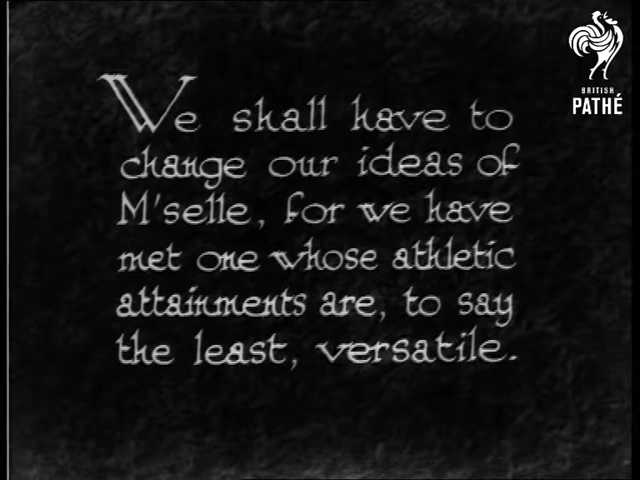 BRITISH
PATHÉ
We shall have to
change our ideas of
M'selle, for we have
met one whose athletic
attainments are, to say
the least, versatile.